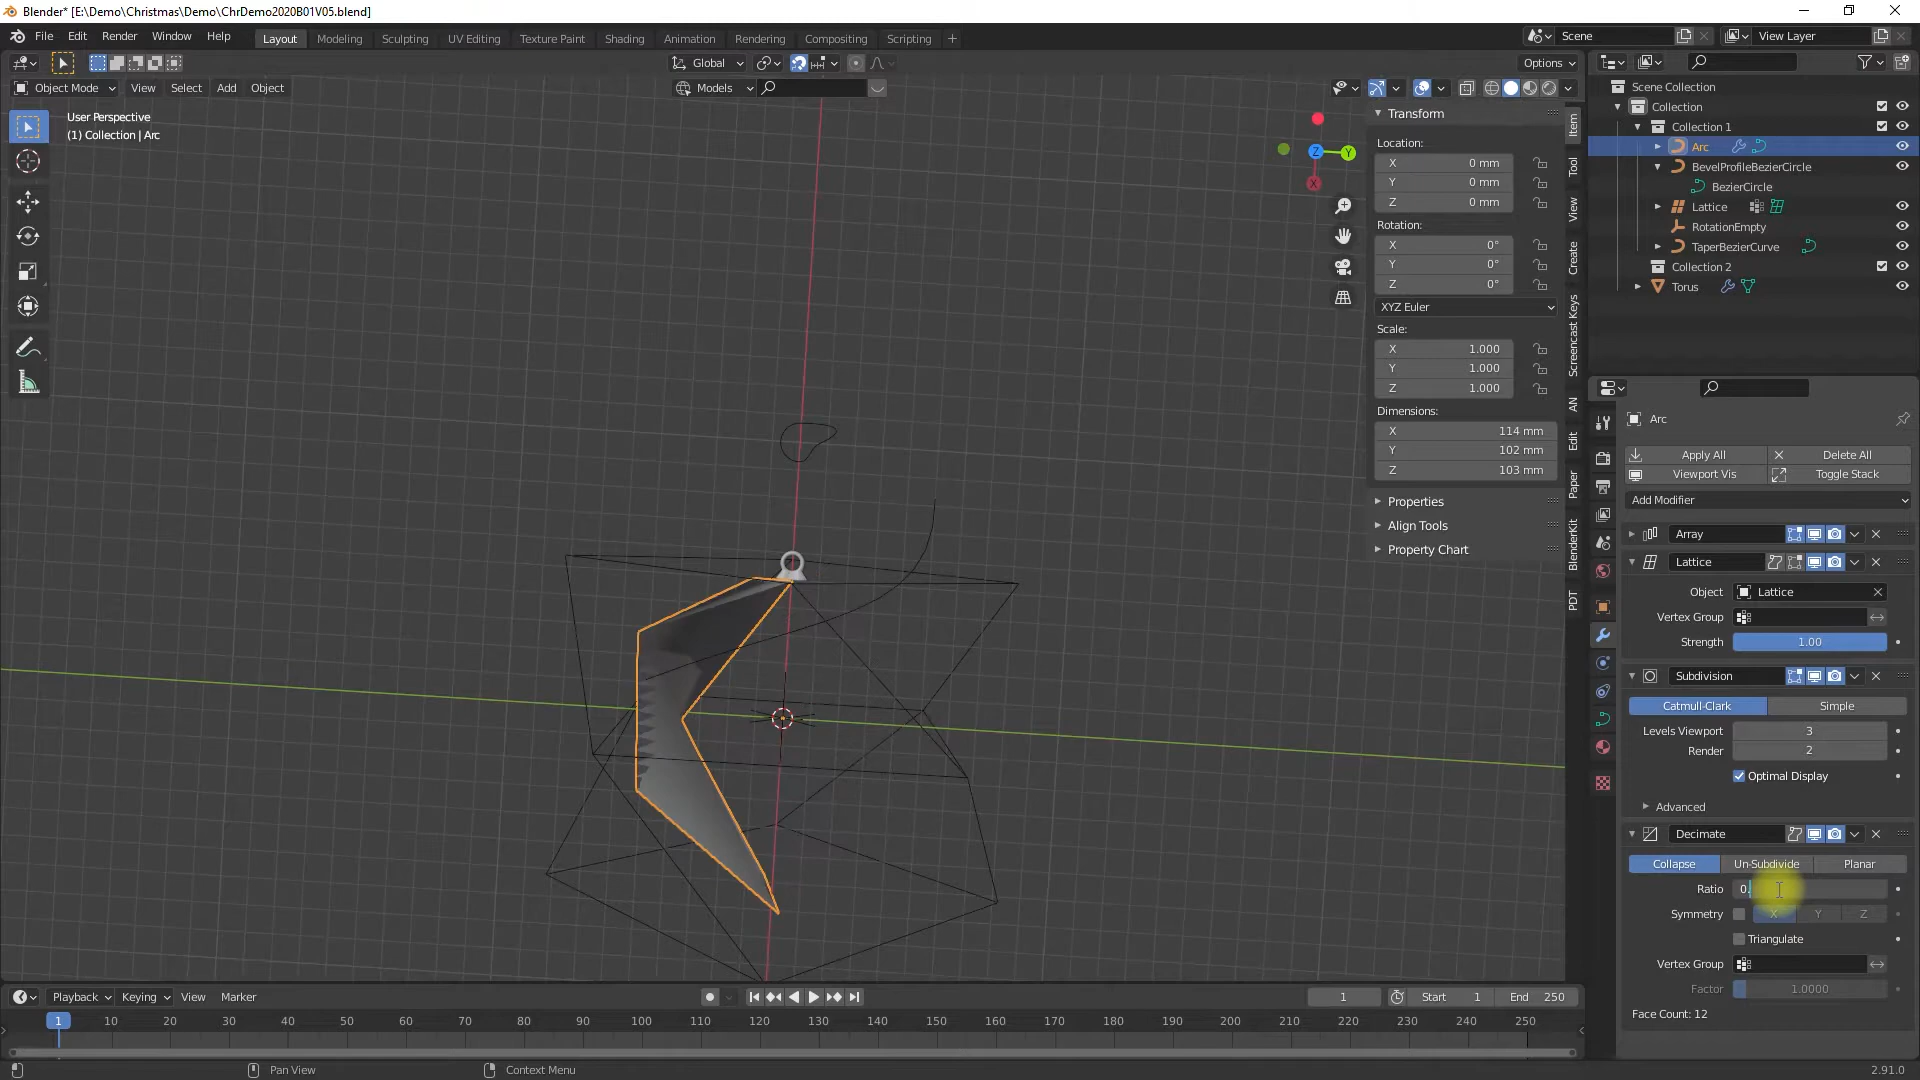 Blender* [E:\Demo\Christmas\Demo\ChrDemo2020B01V05.blend]
File Edit Render Window Help
Layout Modeling Sculpting UV Editing Texture Paint Shading Animation Rendering Compositing Scripting +
Scene
View Layer
Global
Options
Object Mode View Select Add Object
Models
User Perspective
(1) Collection | Arc
Transform
Location:
X 0 mm
Y 0 mm
Z 0 mm
Rotation:
X 0°
Y 0°
Z 0°
XYZ Euler
Scale:
X 1.000
Y 1.000
Z 1.000
Dimensions:
X 114 mm
Y 102 mm
Z 103 mm
Properties
Align Tools
Property Chart
Item
Tool
View
Create
Screencast Keys
AN
Edit
Paper
BlenderKit
PDT
X
Y
Z
Scene Collection
Collection
Collection 1
Arc
BevelProfileBezierCircle
BezierCircle
Lattice
RotationEmpty
TaperBezierCurve
Collection 2
Torus
Arc
Apply All Delete All
Viewport Vis Toggle Stack
Add Modifier
Array
Lattice
Object Lattice
Vertex Group
Strength 1.00
Subdivision
Catmull-Clark Simple
Levels Viewport 3
Render 2
Optimal Display
Advanced
Decimate
Collapse Un-Subdivide Planar
Ratio 0.
Symmetry X Y Z
Triangulate
Vertex Group
Factor 1.0000
Face Count: 12
Playback Keying View Marker
1 Start 1 End 250
1 10 20 30 40 50 60 70 80 90 100 110 120 130 140 150 160 170 180 190 200 210 220 230 240 250
Pan View
Context Menu
2.91.0